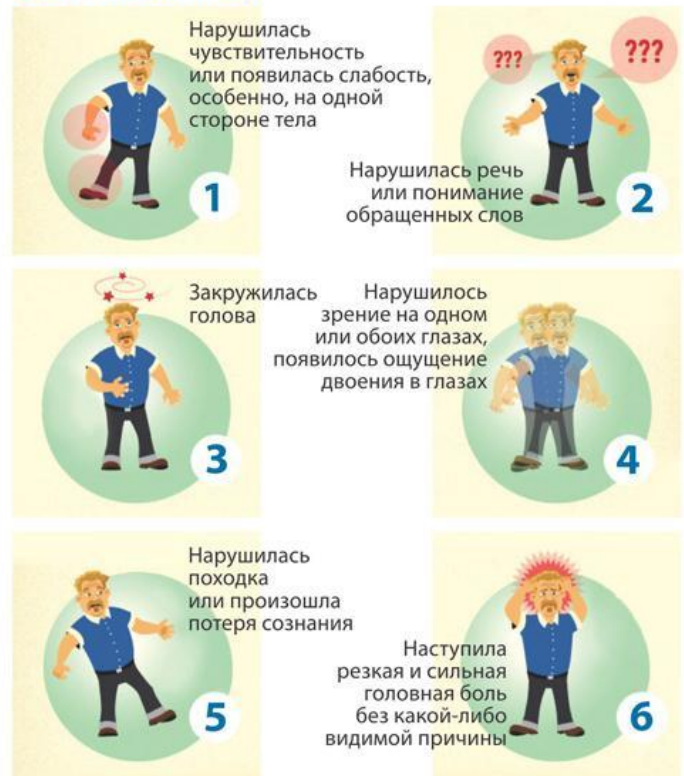 Нарушилась
чувствительность
или появилась слабость,
особенно, на одной
стороне тела
1
???
???
Нарушилась речь
или понимание
обращенных слов
2
Закружилась
голова
3
Нарушилось
зрение на одном
или обоих глазах,
появилось ощущение
двоения в глазах
4
Нарушилась
походка
или произошла
потеря сознания
5
Наступила
резкая и сильная
головная боль
без какой-либо
видимой причины
6